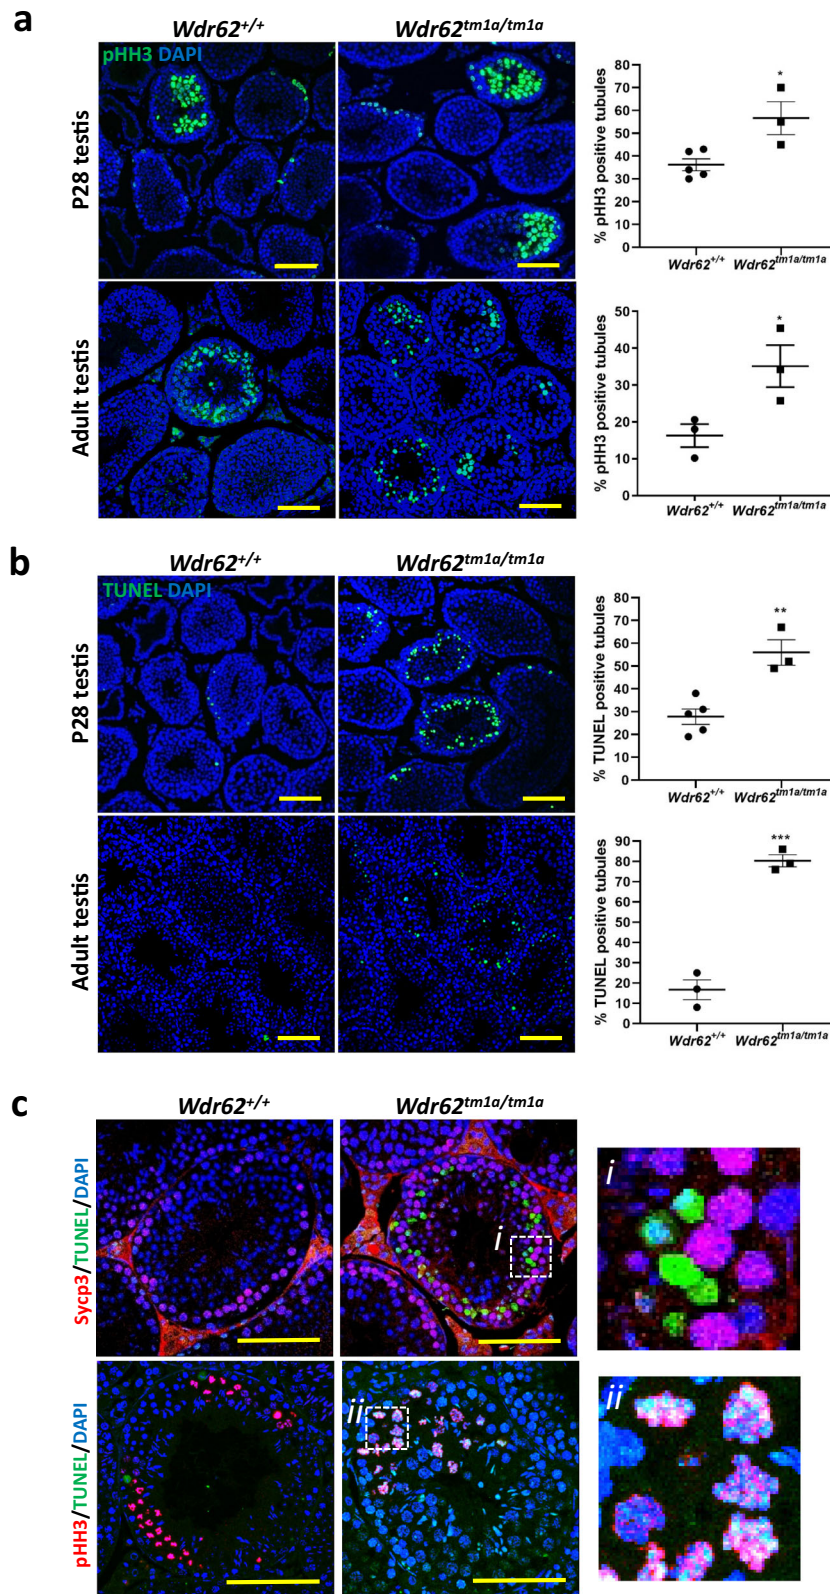 a
Wdr62+/+
Wdr62tm1a/tm1a
pHH3 DAPI
P28 testis
80
70
60
50
40
30
20
10
0
% pHH3 positive tubules
*
Wdr62+/+
Wdr62tm1a/tm1a
Adult testis
50
40
30
20
10
0
% pHH3 positive tubules
*
Wdr62+/+
Wdr62tm1a/tm1a
b
Wdr62+/+
Wdr62tm1a/tm1a
TUNEL DAPI
P28 testis
80
70
60
50
40
30
20
10
0
% TUNEL positive tubules
**
Wdr62+/+
Wdr62tm1a/tm1a
Adult testis
90
80
70
60
50
40
30
20
10
0
% TUNEL positive tubules
***
Wdr62+/+
Wdr62tm1a/tm1a
c
Wdr62+/+
Wdr62tm1a/tm1a
Sycp3/TUNEL/DAPI
i
i
pHH3/TUNEL/DAPI
ii
ii